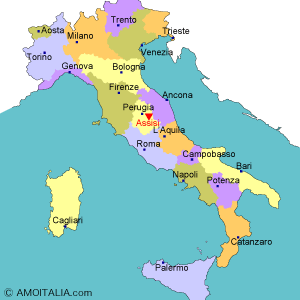 Trento
Aosta
Milano
Trieste
Venezia
Torino
Genova
Bologna
Firenze
Ancona
Perugia
Assisi
L'Aquila
Roma
Campobasso
Bari
Napoli
Potenza
Cagliari
Catanzaro
Palermo
© AMOITALIA.com